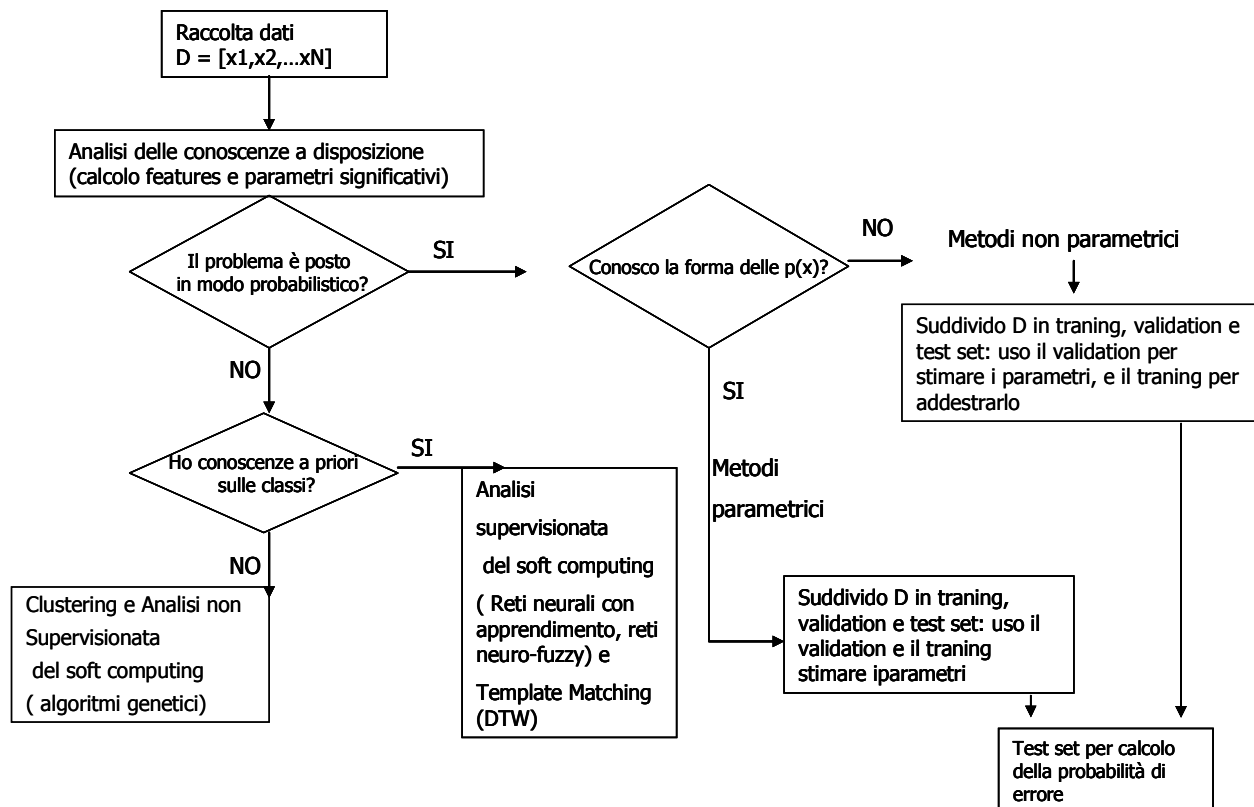 Raccolta dati
D = [x1,x2,...xN]
Analisi delle conoscenze a disposizione
(calcolo features e parametri significativi)
Il problema è posto
in modo probabilistico?
SI
NO
Conosco la forma delle p(x)?
NO
Metodi non parametrici
Suddivido D in traning, validation e
test set: uso il validation per
stimare i parametri, e il traning per
addestrarlo
SI
Metodi
parametrici
Ho conoscenze a priori
sulle classi?
SI
NO
Analisi
supervisionata
del soft computing
( Reti neurali con
apprendimento, reti
neuro-fuzzy) e
Template Matching
(DTW)
Clustering e Analisi non
Supervisionata
del soft computing
( algoritmi genetici)
Suddivido D in traning,
validation e test set: uso il
validation e il traning
stimare iparametri
Test set per calcolo
della probabilità di
errore